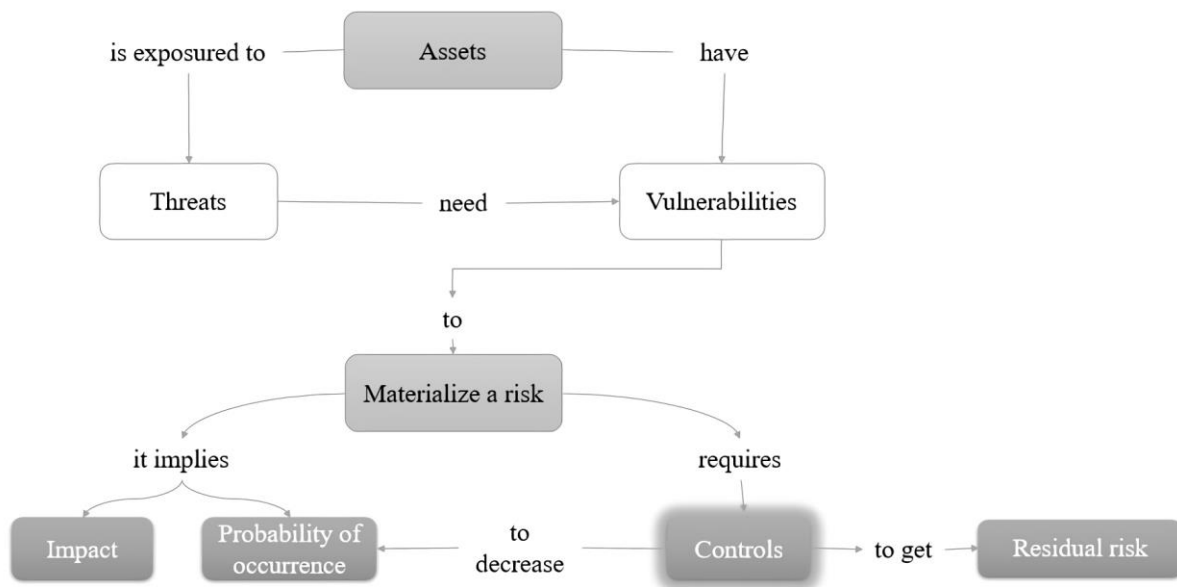 is exposured to
Assets
have
Threats
need
Vulnerabilities
to
Materialize a risk
it implies
requires
Impact
Probability of
occurrence
to
decrease
Controls
to get
Residual risk